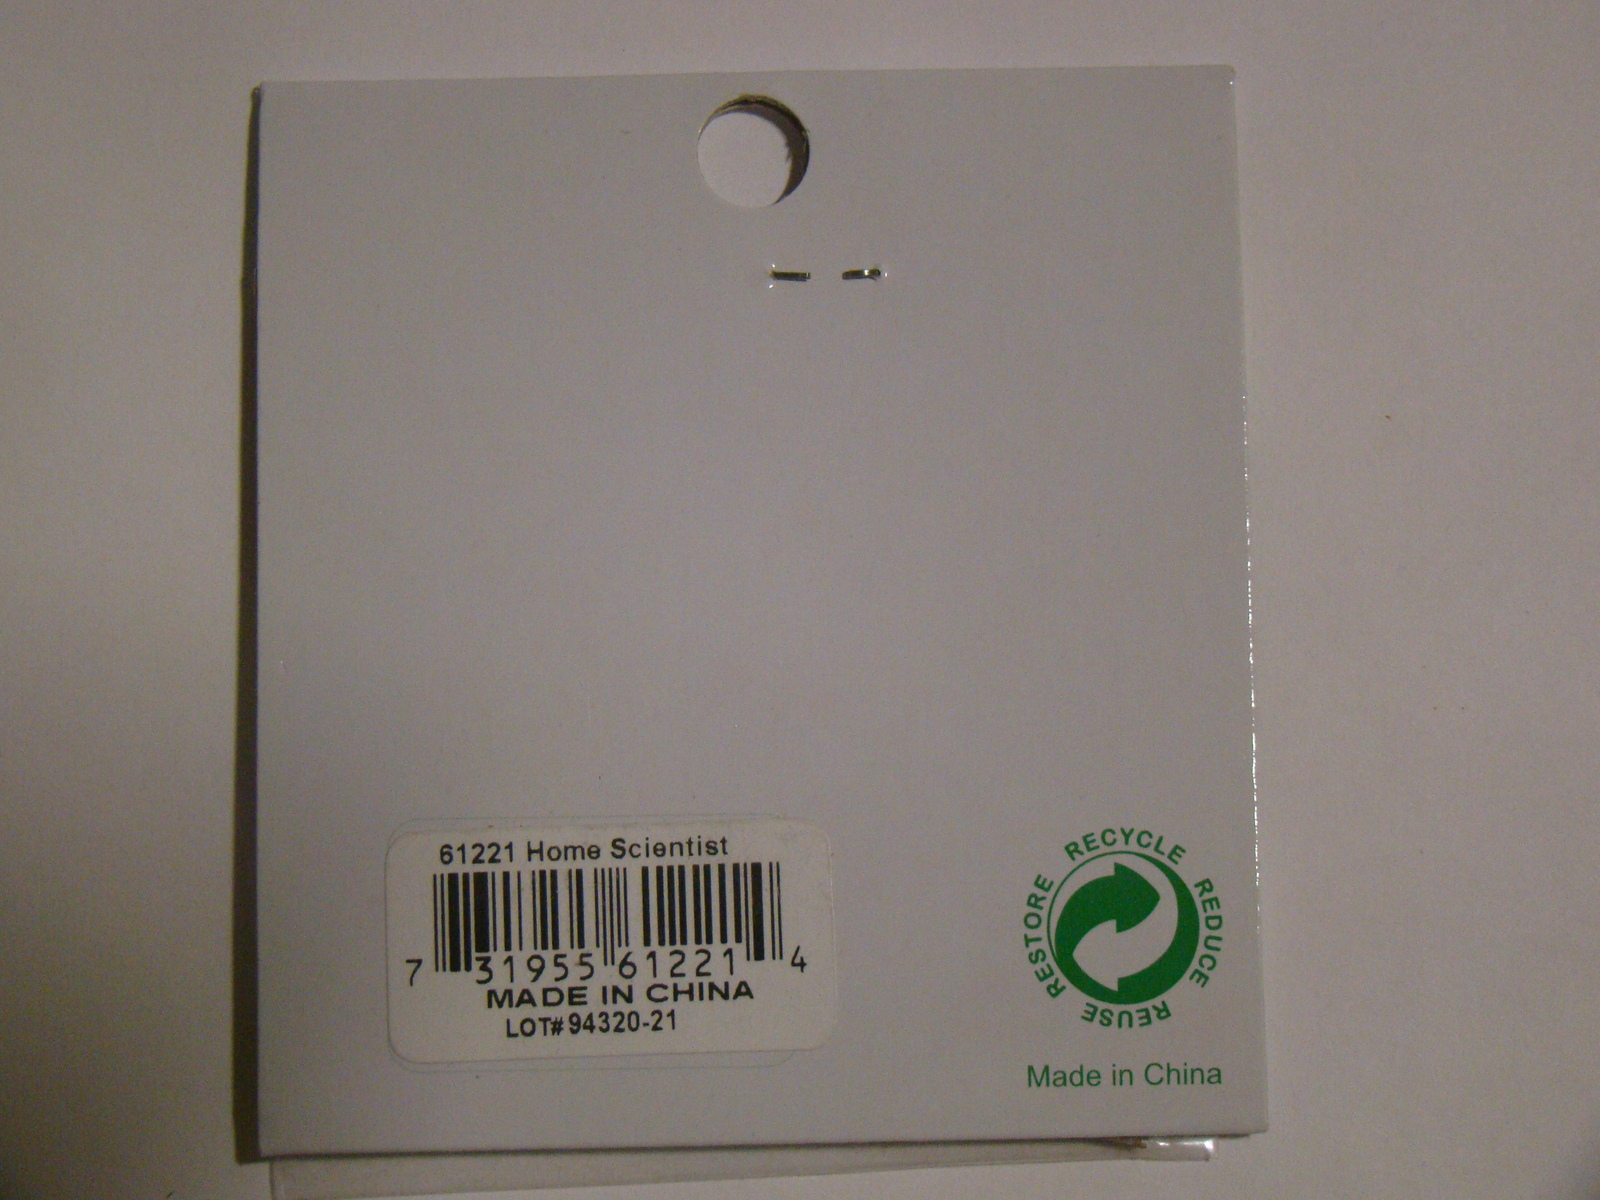 61221 Home Scientist
7 31955 61221 4
MADE IN CHINA
LOT# 94320-21
RECYCLE
REDUCE
REUSE
RESTORE
Made in China